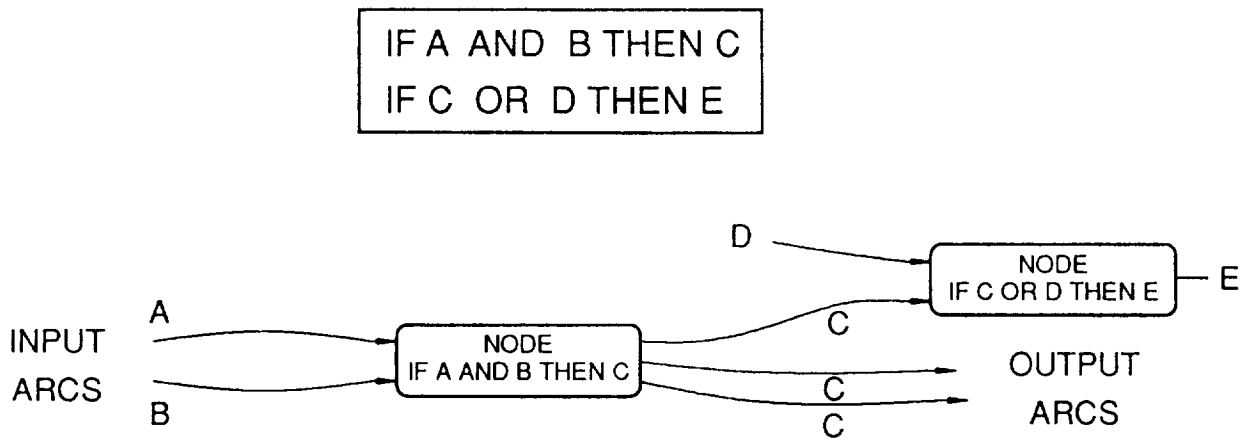 IF A AND B THEN C
IF C OR D THEN E
D
NODE
IF C OR D THEN E
E
A
C
INPUT
ARCS
NODE
IF A AND B THEN C
OUTPUT
ARCS
C
B
C